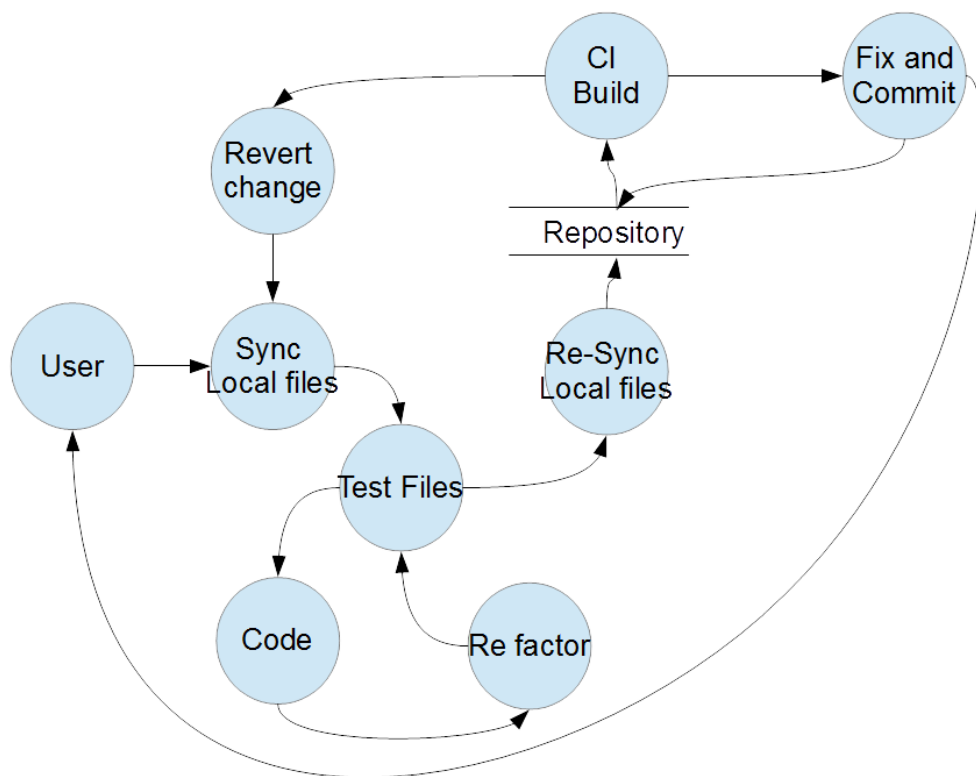 CI
Build
Fix and
Commit
Revert
change
Repository
User
Sync
Local files
Re-Sync
Local files
Test Files
Code
Re factor